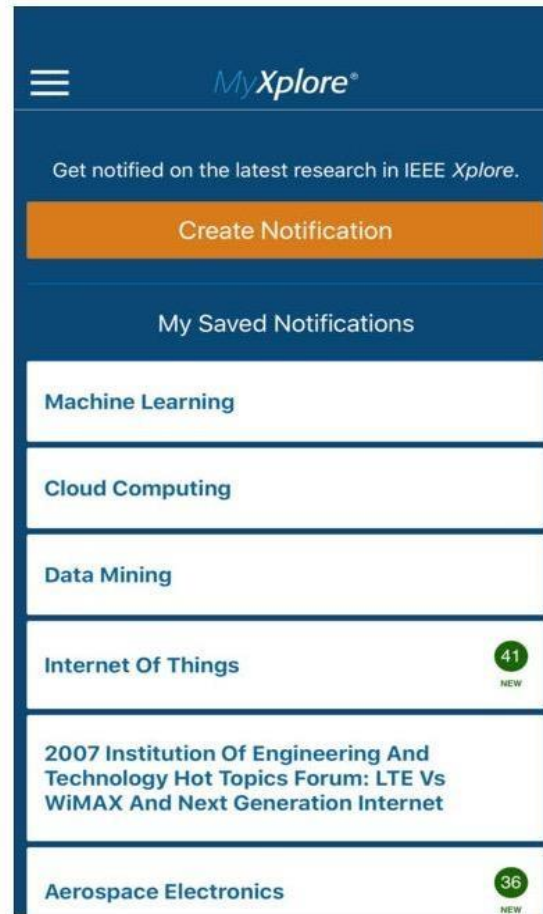 MyXplore®
Get notified on the latest research in IEEE Xplore.
Create Notification
My Saved Notifications
Machine Learning
Cloud Computing
Data Mining
Internet Of Things
41
NEW
2007 Institution Of Engineering And
Technology Hot Topics Forum: LTE Vs
WiMAX And Next Generation Internet
Aerospace Electronics
36
NEW